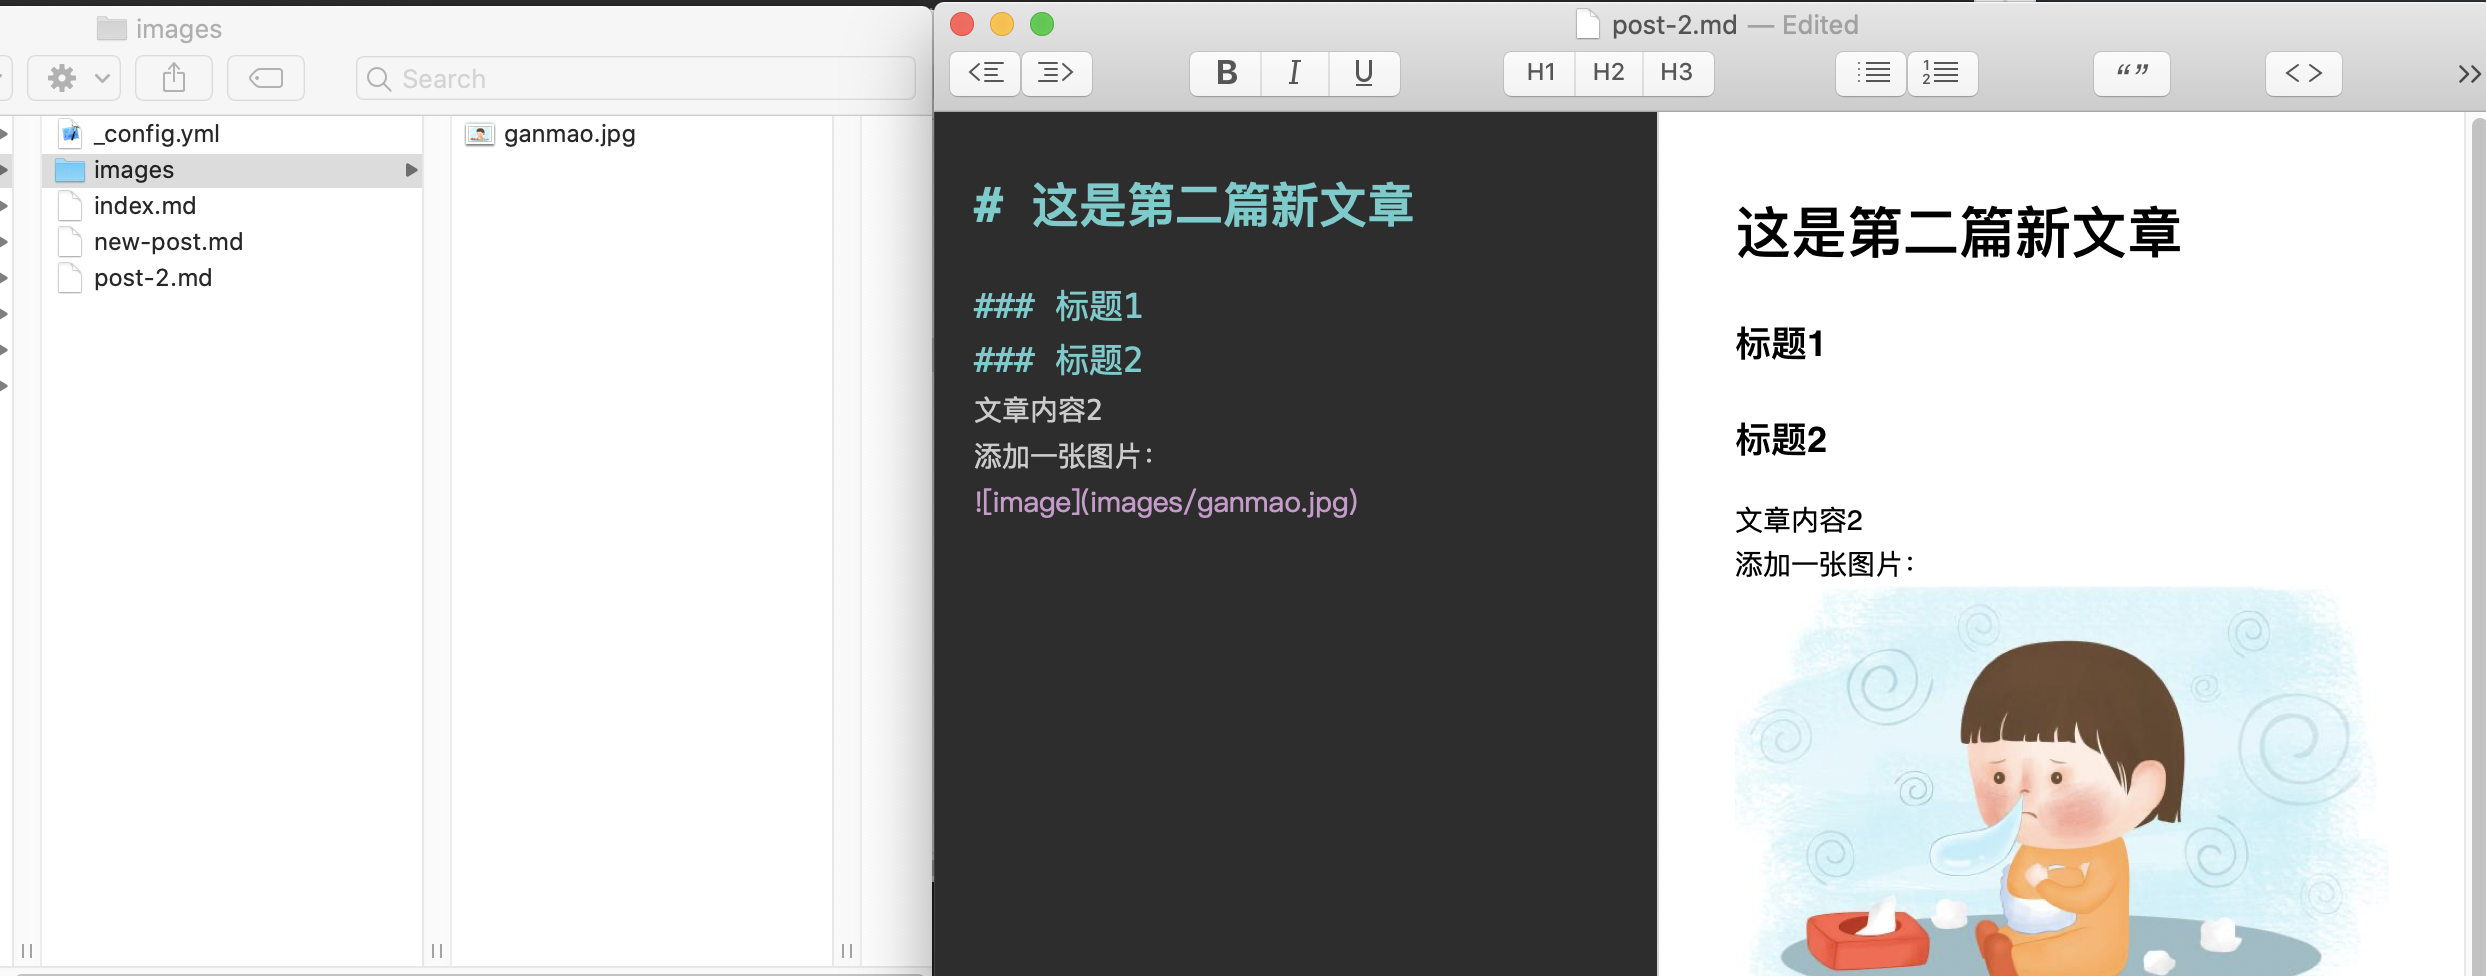 images
Search
_config.yml
images
index.md
new-post.md
post-2.md
ganmao.jpg
post-2.md — Edited
B I U H1 H2 H3 “ ” < >
# 这是第二篇新文章
### 标题1
### 标题2
文章内容2
添加一张图片：
![image](images/ganmao.jpg)
这是第二篇新文章
标题1
标题2
文章内容2
添加一张图片：